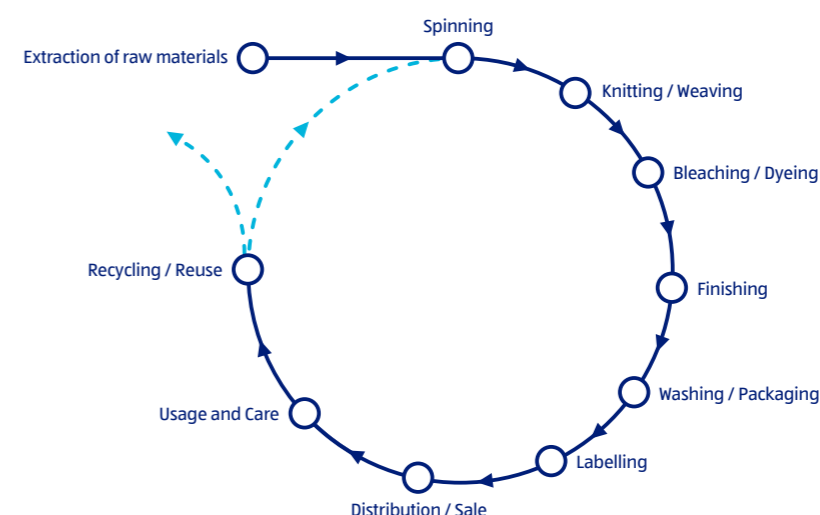 Spinning
Extraction of raw materials
Knitting / Weaving
Bleaching / Dyeing
Finishing
Washing / Packaging
Labelling
Distribution / Sale
Usage and Care
Recycling / Reuse